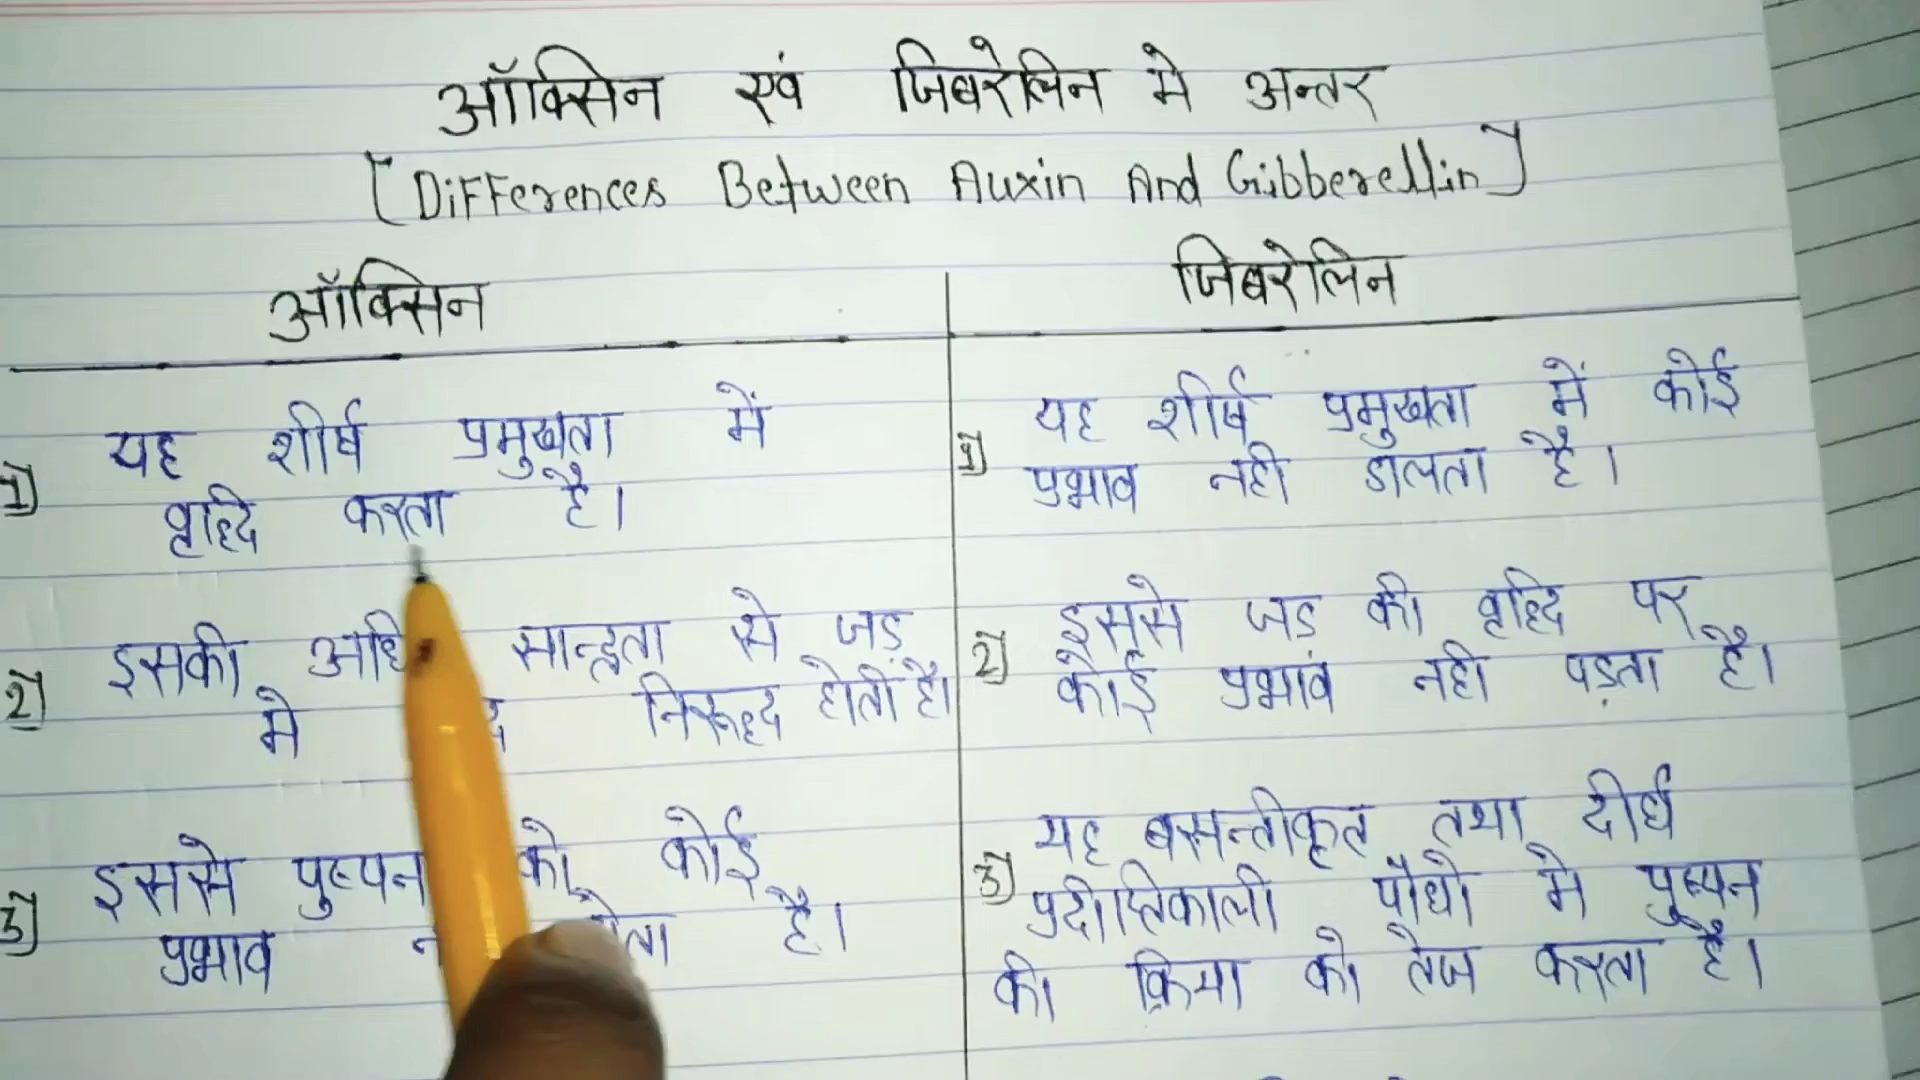 ऑक्सिन एवं जिबरेलिन मे अन्तर
[Differences Between Auxin And Gibberellin]
ऑक्सिन
जिबरेलिन
1) यह शीर्ष प्रमुखता में
वृद्दि करता है।
1) यह शीर्ष प्रमुखता में कोई
प्रभाव नही डालता है।
2) इसकी सान्द्रता से जड़
मे निरूद्द होती है।
2) इससे जड की वृद्दि पर
कोई प्रभाव नही पड़ता है।
3) इससे पुष्पन को कोई
प्रभाव है।
3) यह बसन्तीकृत तथा दीर्घ
प्रदीप्तिकाली पौधो मे पुष्पन
की क्रिया को तेज करता है।